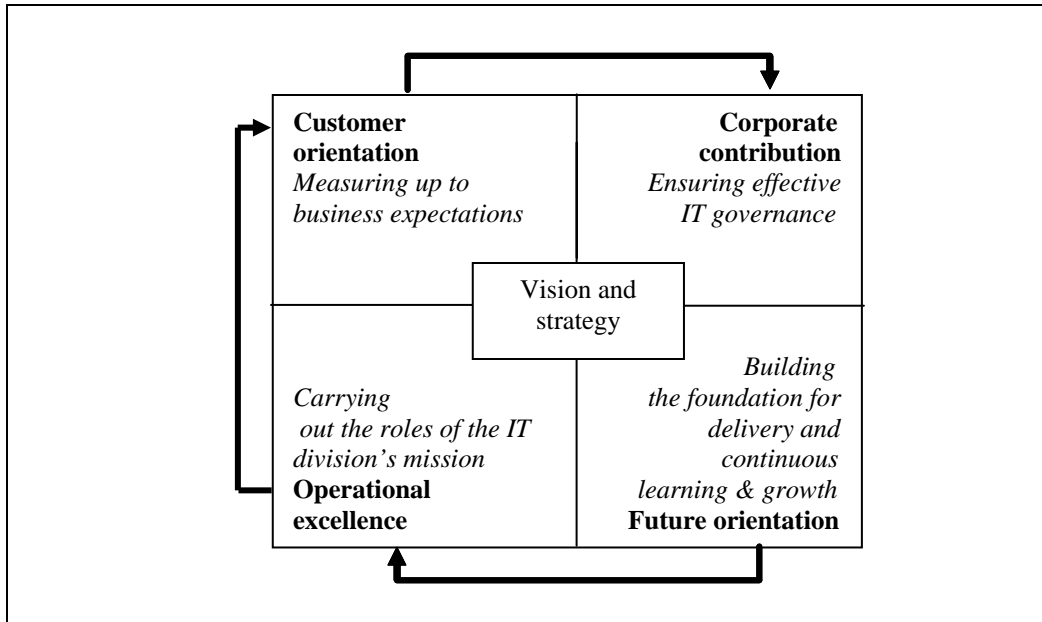 Customer
orientation
Measuring up to
business expectations
Corporate
contribution
Ensuring effective
IT governance
Vision and
strategy
Carrying
out the roles of the IT
division's mission
Operational
excellence
Building
the foundation for
delivery and
continuous
learning & growth
Future orientation